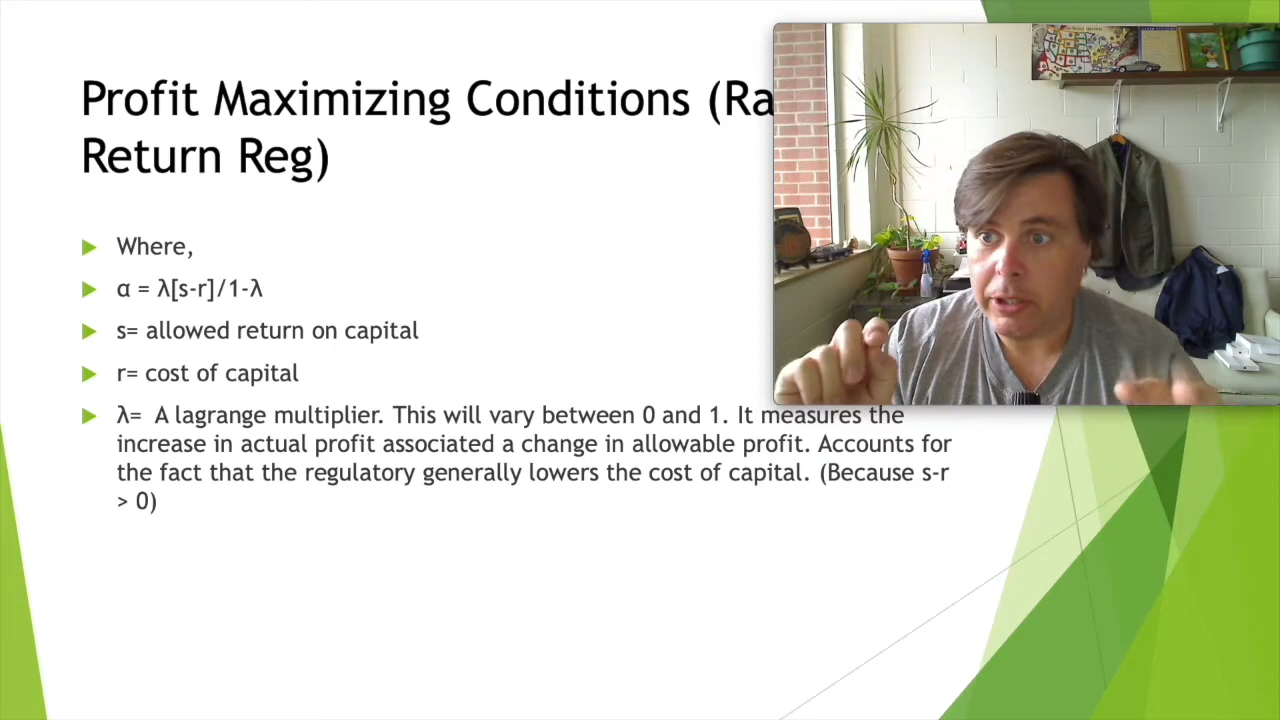 Profit Maximizing Conditions (Ra
Return Reg)
Where,
α = λ[s-r]/1-λ
s= allowed return on capital
r= cost of capital
λ= A lagrange multiplier. This will vary between 0 and 1. It measures the
increase in actual profit associated a change in allowable profit. Accounts for
the fact that the regulatory generally lowers the cost of capital. (Because s-r
> 0)